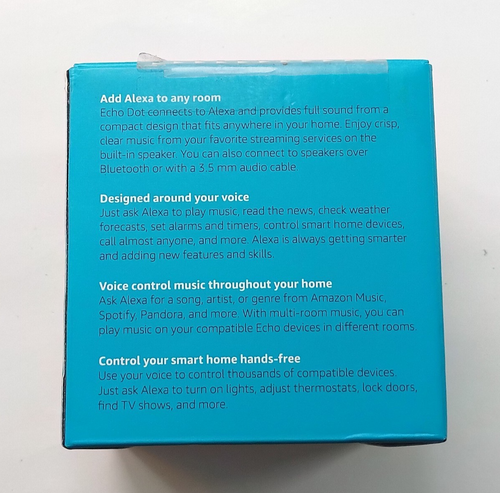 Add Alexa to any room
Echo Dot connects to Alexa and provides full sound from a
compact design that fits anywhere in your home. Enjoy crisp,
clear music from your favorite streaming services on the
built-in speaker. You can also connect to speakers over
Bluetooth or with a 3.5 mm audio cable.
Designed around your voice
Just ask Alexa to play music, read the news, check weather
forecasts, set alarms and timers, control smart home devices,
call almost anyone, and more. Alexa is always getting smarter
and adding new features and skills.
Voice control music throughout your home
Ask Alexa for a song, artist, or genre from Amazon Music,
Spotify, Pandora, and more. With multi-room music, you can
play music on your compatible Echo devices in different rooms.
Control your smart home hands-free
Use your voice to control thousands of compatible devices.
Just ask Alexa to turn on lights, adjust thermostats, lock doors,
find TV shows, and more.